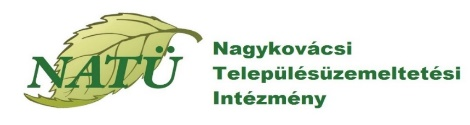 NATÜ
Nagykovácsi
Településüzemeltetési
Intézmény